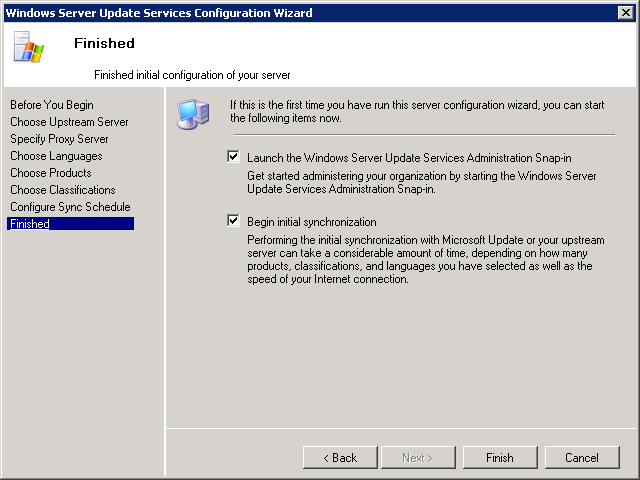 Windows Server Update Services Configuration Wizard
Finished
Finished initial configuration of your server
Before You Begin
Choose Upstream Server
Specify Proxy Server
Choose Languages
Choose Products
Choose Classifications
Configure Sync Schedule
Finished
If this is the first time you have run this server configuration wizard, you can start
the following items now.
Launch the Windows Server Update Services Administration Snap-in
Get started administering your organization by starting the Windows Server
Update Services Administration Snap-in.
Begin initial synchronization
Performing the initial synchronization with Microsoft Update or your upstream
server can take a considerable amount of time, depending on how many
products, classifications, and languages you have selected as well as the
speed of your Internet connection.
< Back
Next >
Finish
Cancel